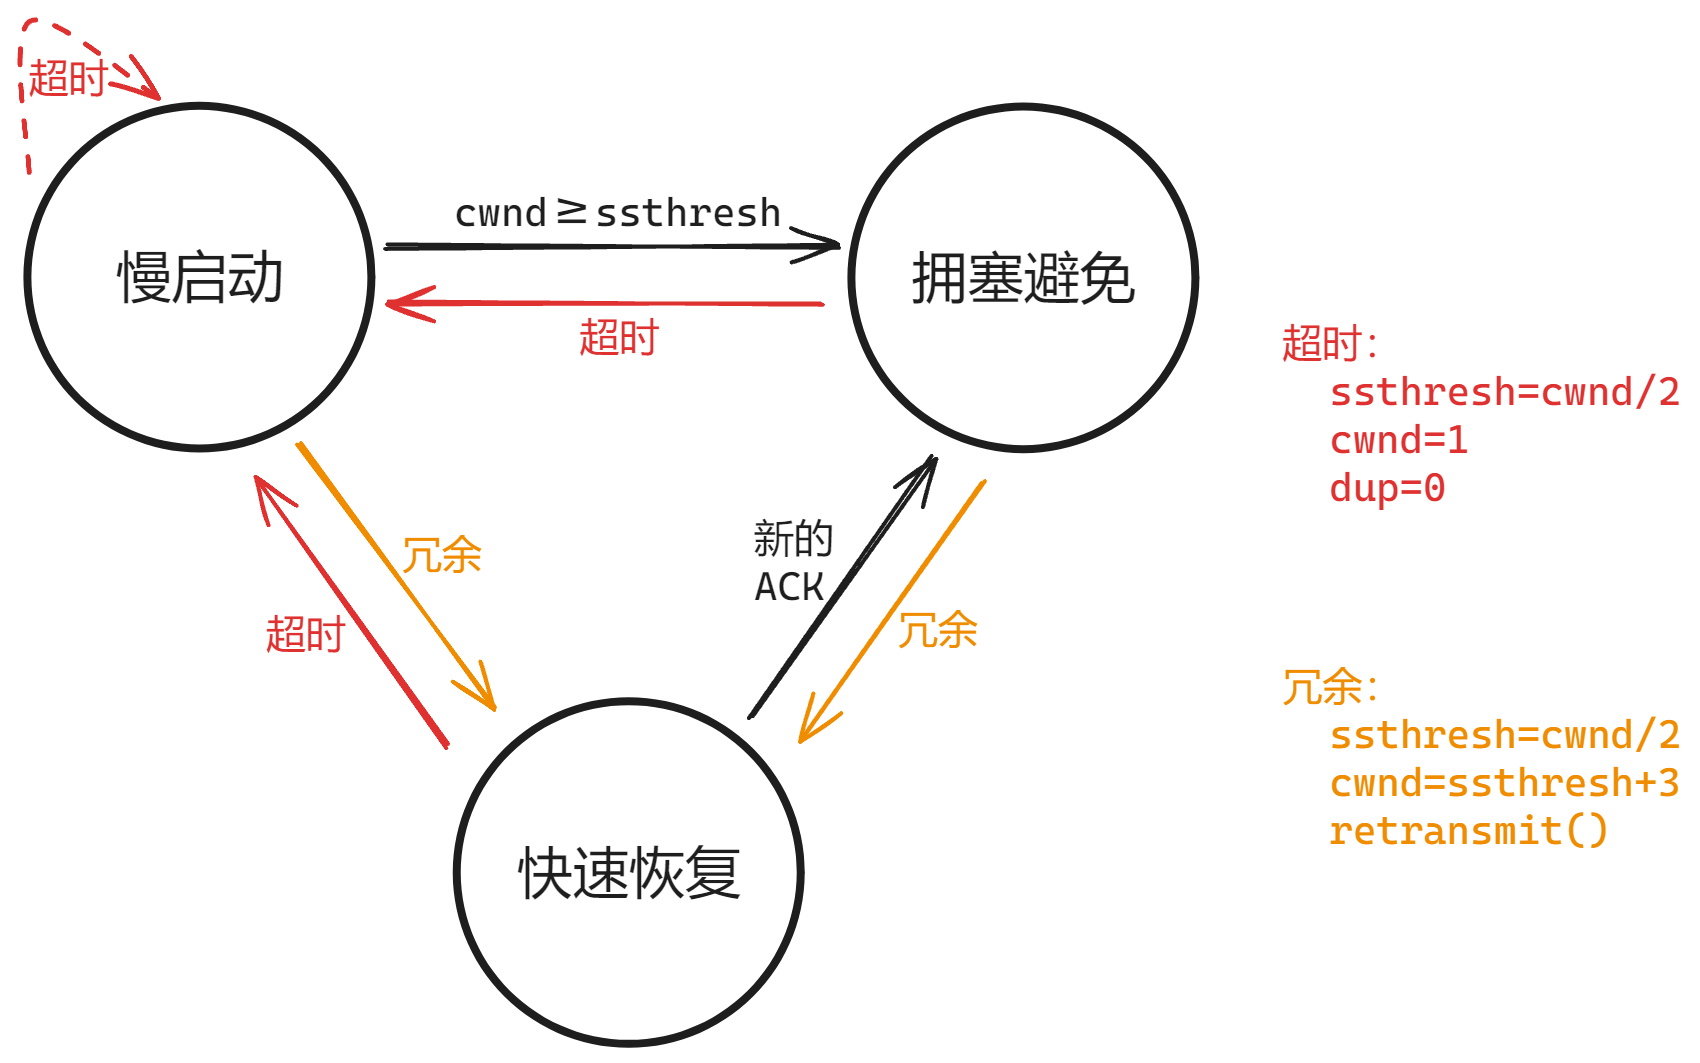 超时
cwnd≥ssthresh
慢启动
拥塞避免
超时
超时:
ssthresh=cwnd/2
cwnd=1
dup=0
新的
ACK
冗余
超时
冗余
冗余:
ssthresh=cwnd/2
cwnd=ssthresh+3
retransmit()
快速恢复